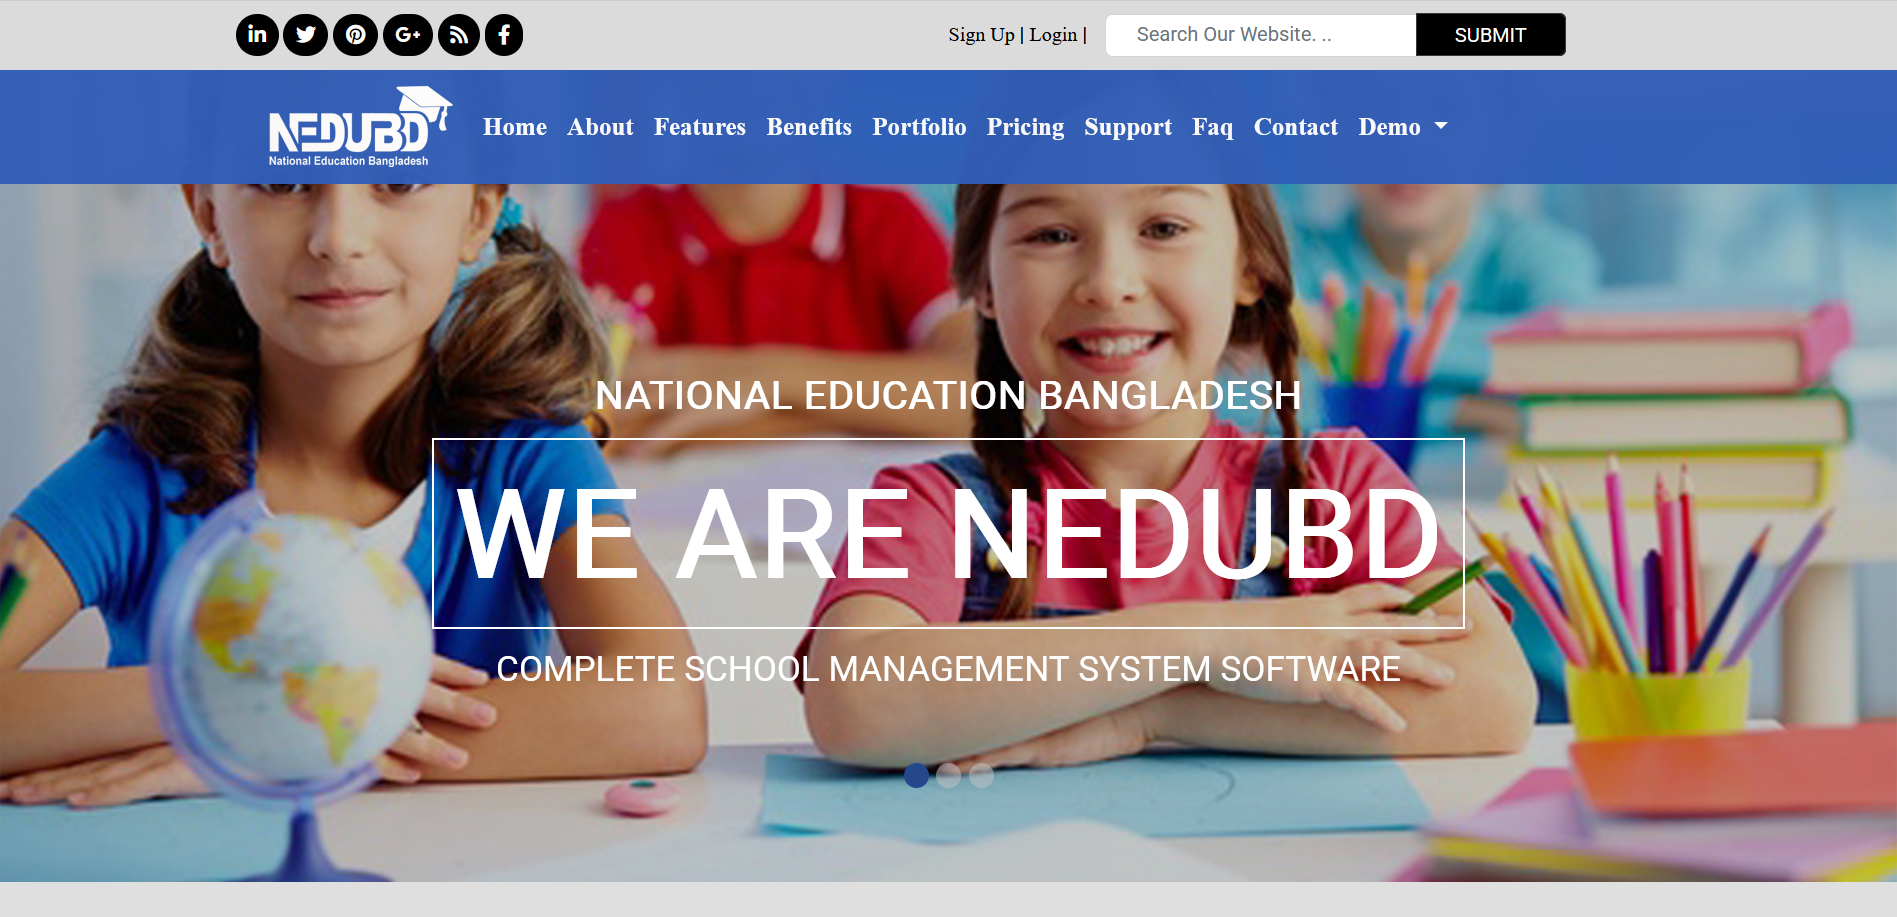 Sign Up | Login |
Search Our Website. ..
SUBMIT
NEDUBD
National Education Bangladesh
Home About Features Benefits Portfolio Pricing Support Faq Contact Demo
NATIONAL EDUCATION BANGLADESH
WE ARE NEDUBD
COMPLETE SCHOOL MANAGEMENT SYSTEM SOFTWARE